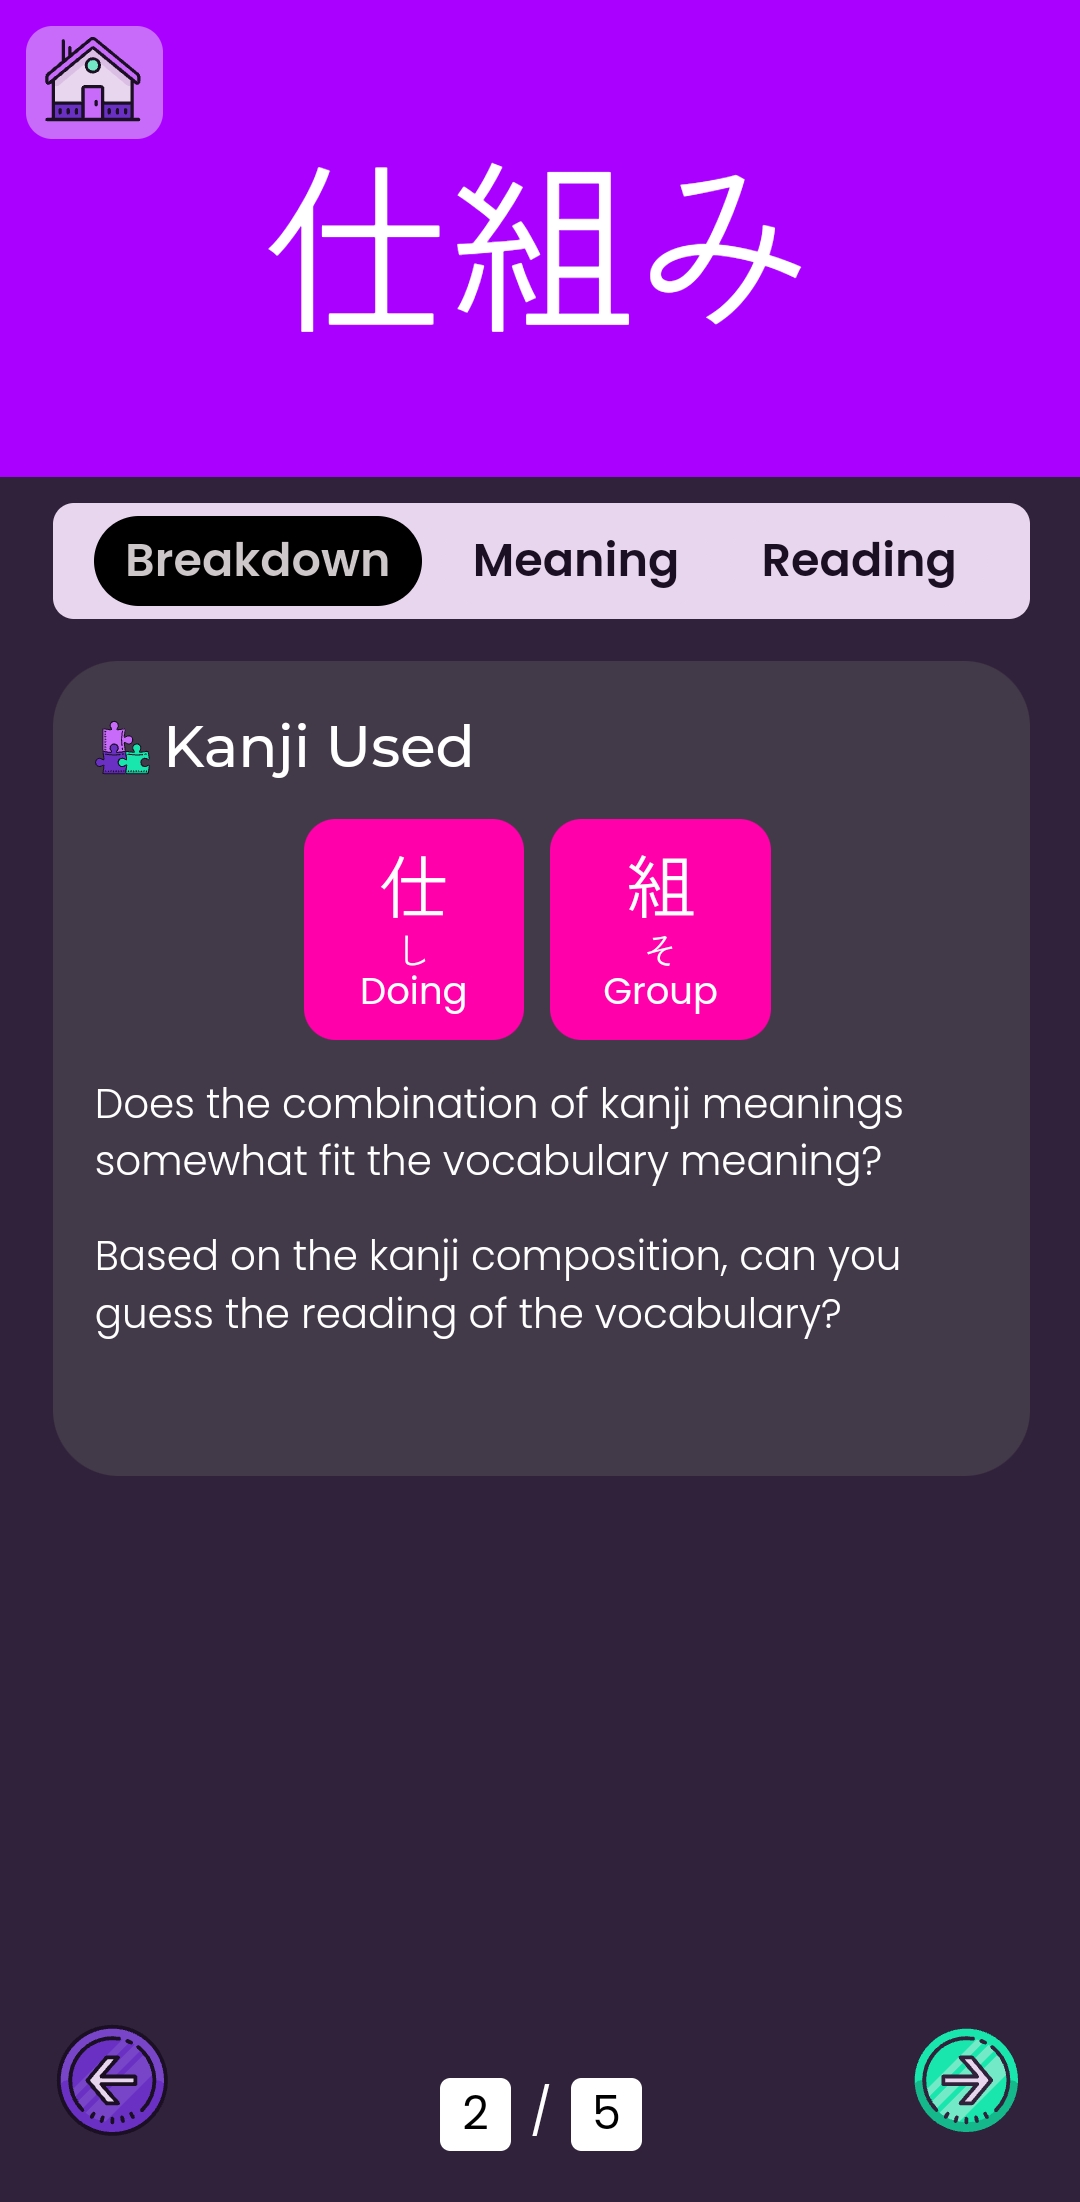 仕組み
Breakdown Meaning Reading
Kanji Used
仕 組
し そ
Doing Group
Does the combination of kanji meanings
somewhat fit the vocabulary meaning?
Based on the kanji composition, can you
guess the reading of the vocabulary?
2 / 5